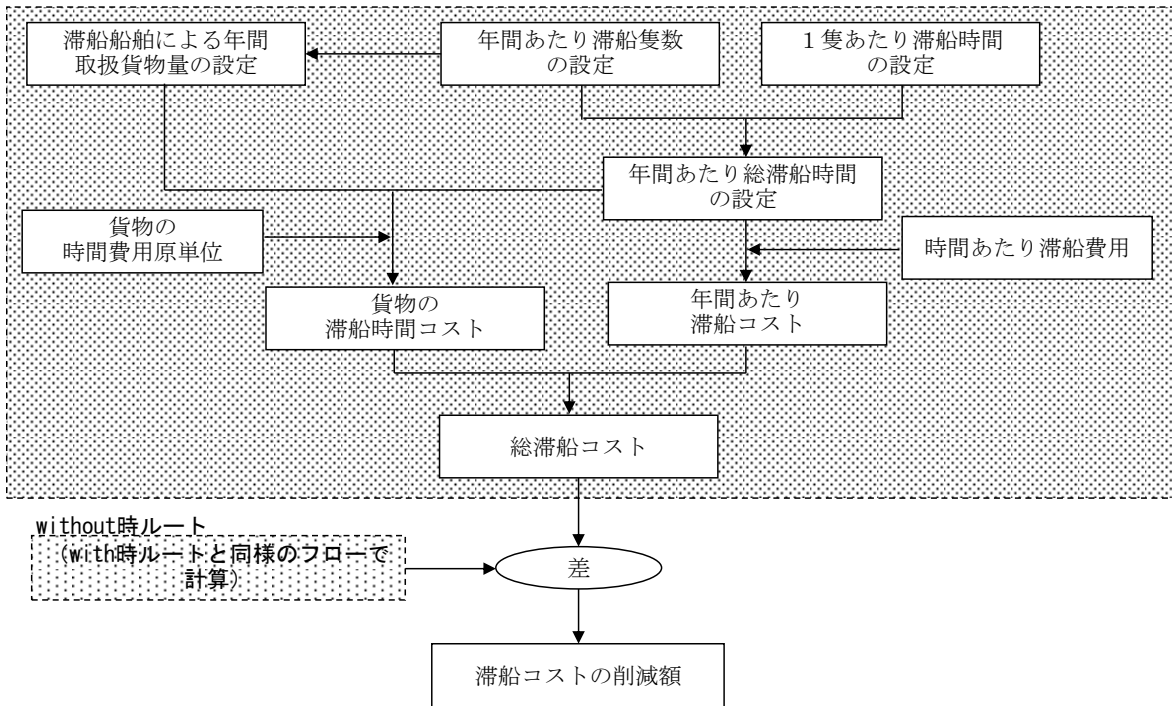 滞船船舶による年間
取扱貨物量の設定
年間あたり滞船隻数
の設定
１隻あたり滞船時間
の設定
年間あたり総滞船時間
の設定
貨物の
時間費用原単位
時間あたり滞船費用
貨物の
滞船時間コスト
年間あたり
滞船コスト
総滞船コスト
without時ルート
（with時ルートと同様のフローで
計算）
差
滞船コストの削減額